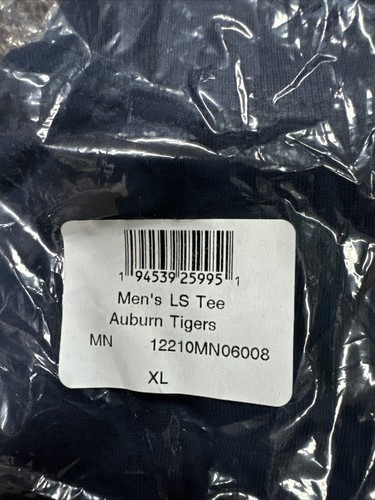 1 94539 25995 1
Men's LS Tee
Auburn Tigers
MN 12210MN06008
XL